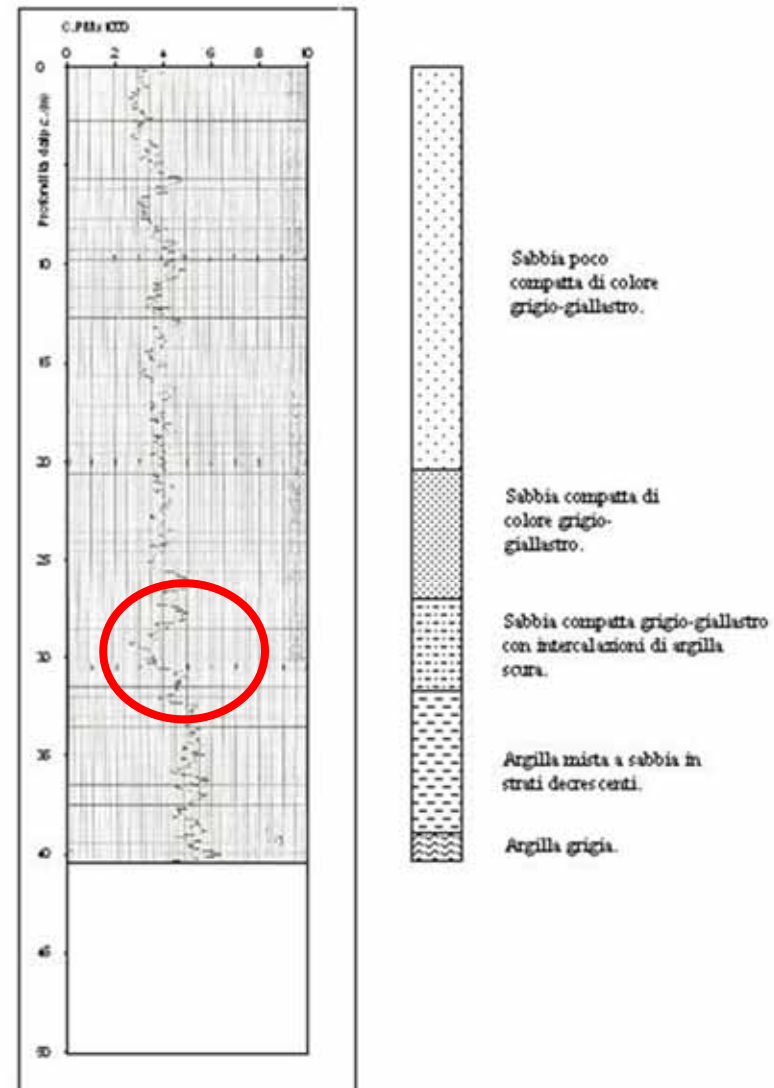 C.P.M.x 1000
0 2 4 6 8 10
0
10
15
20
25
30
35
40
45
50
Sabbia poco
compatta di colore
grigio-giallastro.
Sabbia compatta di
colore grigio-
giallastro.
Sabbia compatta grigio-giallastro
con intercalazioni di argilla
scura.
Argilla mista a sabbia in
strati decrescenti.
Argilla grigia.